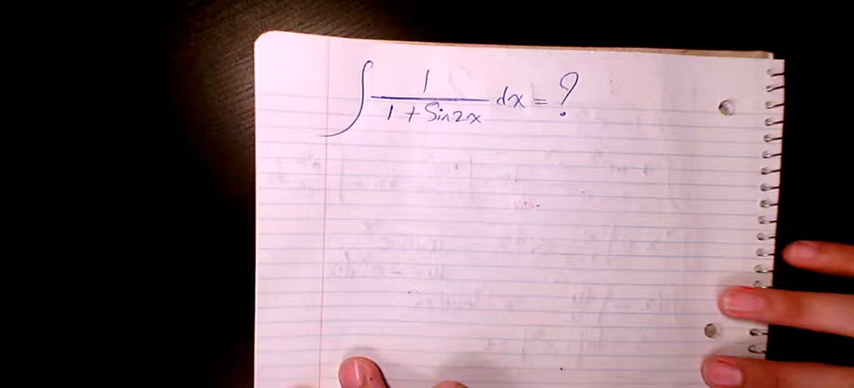 ∫ 1/(1 + Sin2x) dx = ?